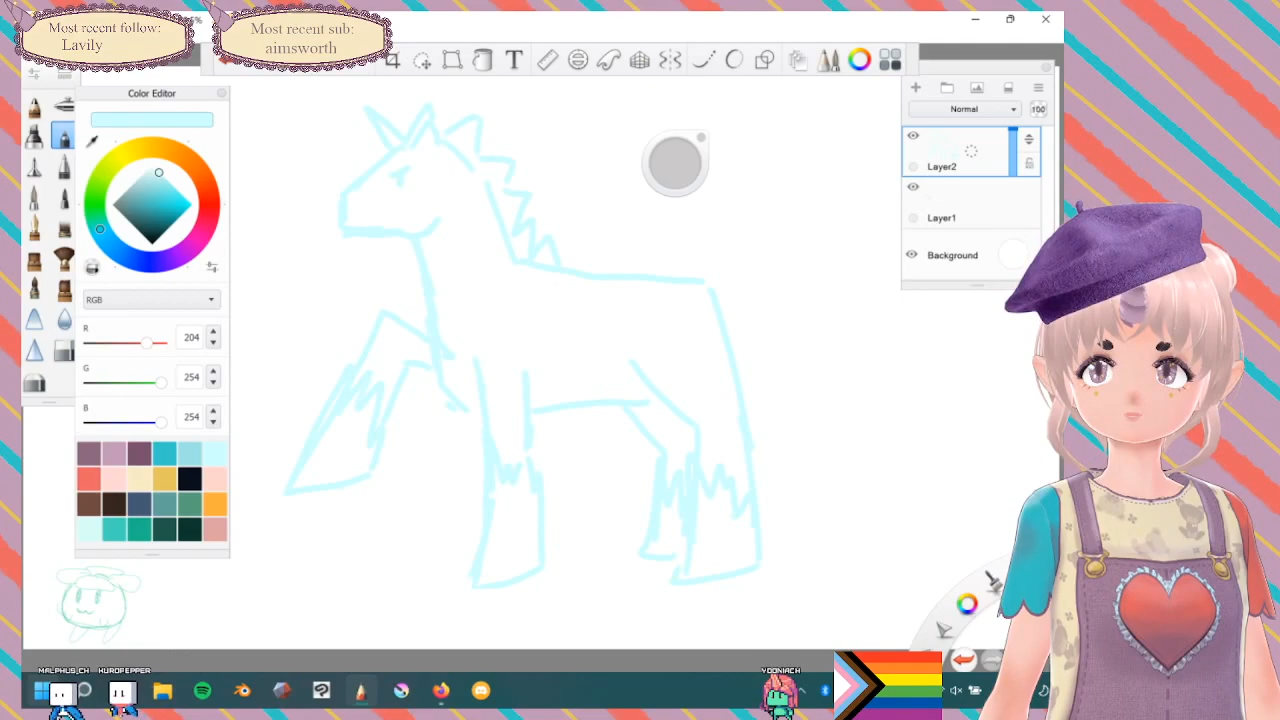 Most recent follow:
Lavily
Most recent sub:
aimsworth
Color Editor
Normal
100
Layer2
Layer1
Background
RGB
R
204
G
254
B
254
MALPHUS_CH
KUROPEPPER